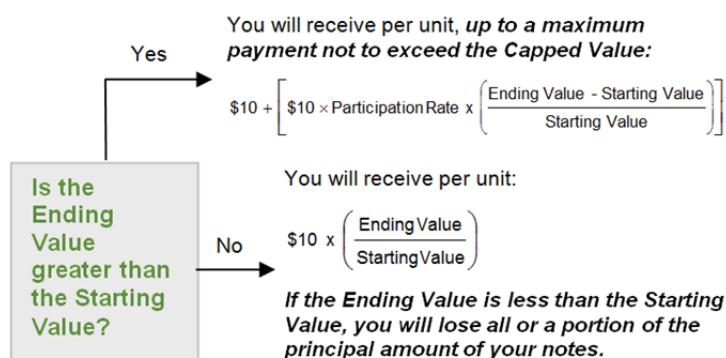 You will receive per unit, up to a maximum
payment not to exceed the Capped Value:
Yes
$10 + [ $10 × Participation Rate x ( Ending Value - Starting Value
Starting Value ) ]
Is the
Ending
Value
greater than
the Starting
Value?
No
You will receive per unit:
$10 x ( Ending Value
Starting Value )
If the Ending Value is less than the Starting
Value, you will lose all or a portion of the
principal amount of your notes.